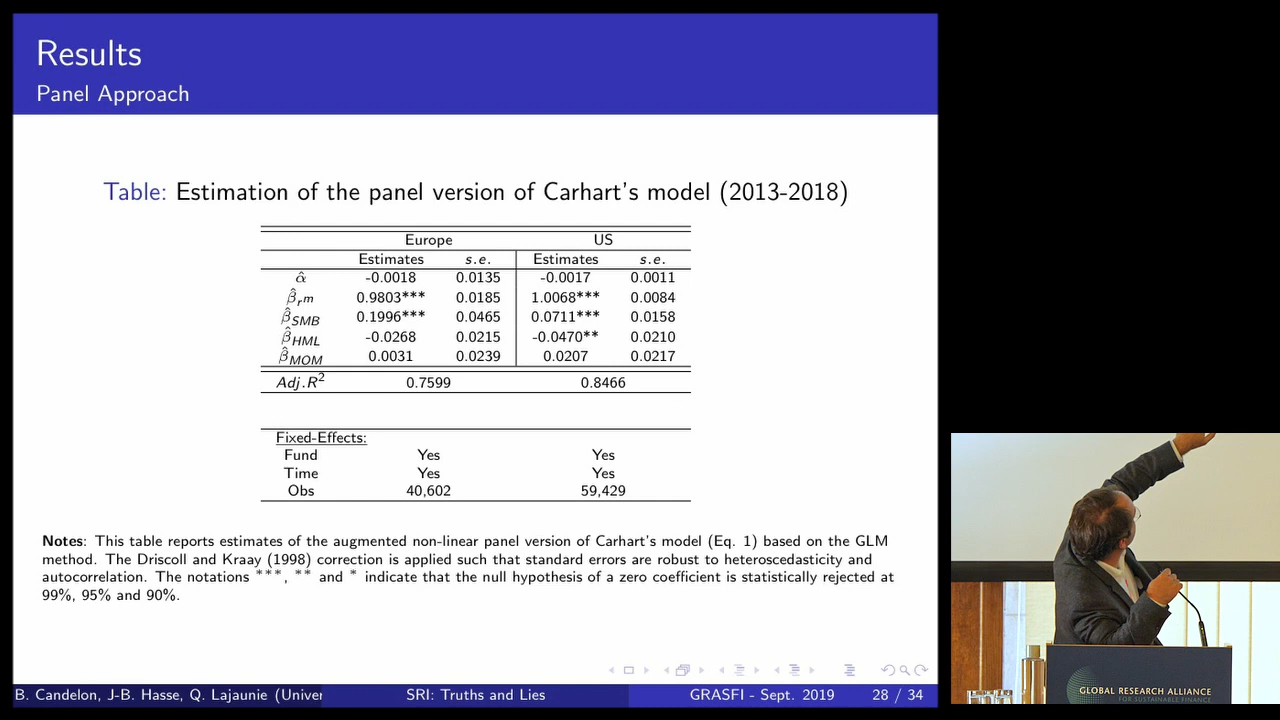 Results
Panel Approach
Table: Estimation of the panel version of Carhart's model (2013-2018)
Europe US
Estimates s.e. Estimates s.e.
α̂ -0.0018 0.0135 -0.0017 0.0011
β̂rm 0.9803*** 0.0185 1.0068*** 0.0084
β̂SMB 0.1996*** 0.0465 0.0711*** 0.0158
β̂HML -0.0268 0.0215 -0.0470** 0.0210
β̂MOM 0.0031 0.0239 0.0207 0.0217
Adj.R² 0.7599 0.8466
Fixed-Effects:
Fund Yes Yes
Time Yes Yes
Obs 40,602 59,429
Notes: This table reports estimates of the augmented non-linear panel version of Carhart's model (Eq. 1) based on the GLM
method. The Driscoll and Kraay (1998) correction is applied such that standard errors are robust to heteroscedasticity and
autocorrelation. The notations ***, ** and * indicate that the null hypothesis of a zero coefficient is statistically rejected at
99%, 95% and 90%.
B. Candelon, J-B. Hasse, Q. Lajaunie (Univer SRI: Truths and Lies GRASFI - Sept. 2019 28 / 34
GLOBAL RESEARCH ALLIANCE
FOR SUSTAINABLE FINANCE